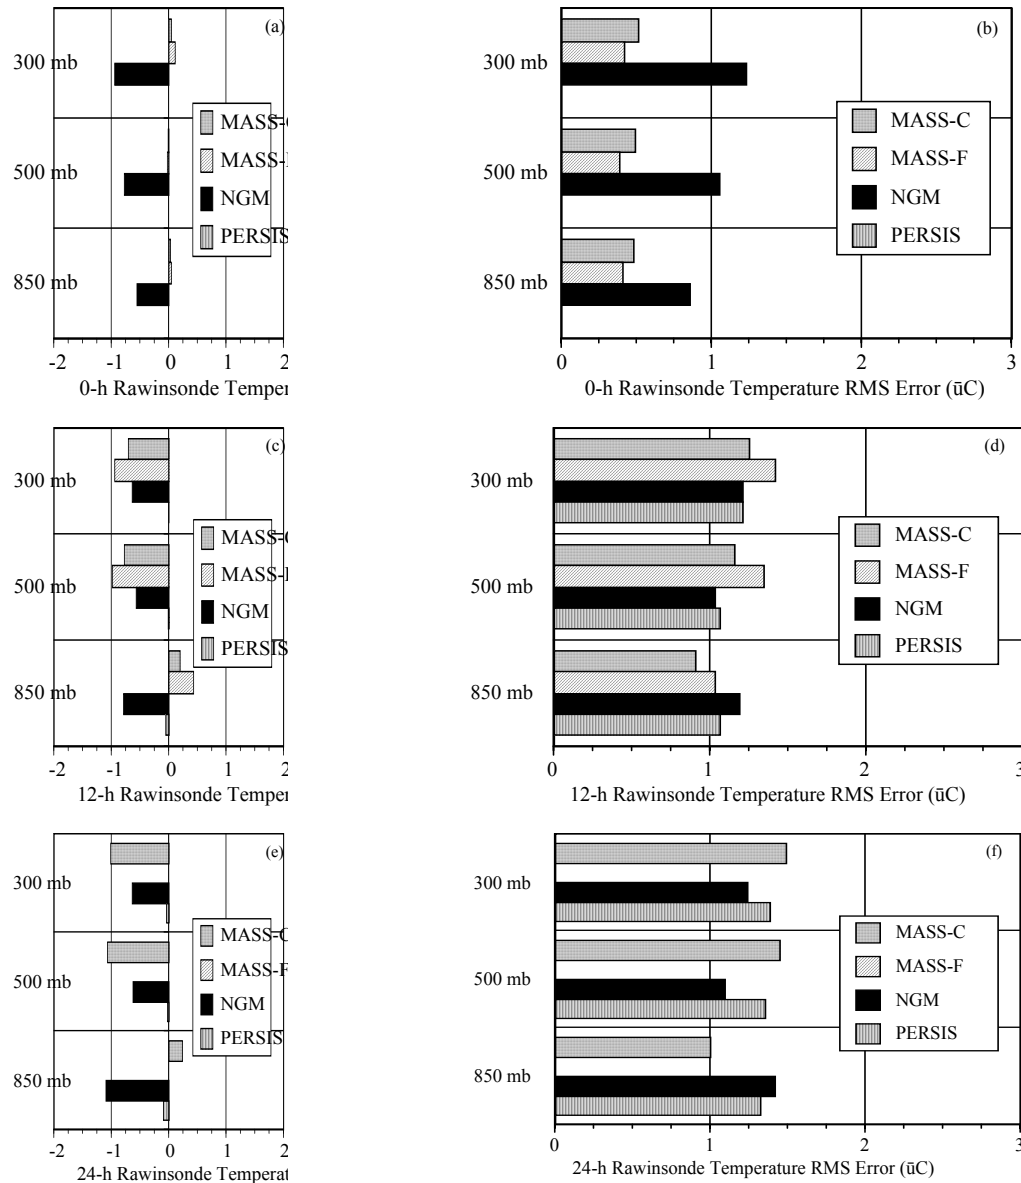 (a)
300 mb
500 mb
850 mb
MASS-C
MASS-F
NGM
PERSIS
-2 -1 0 1 2
0-h Rawinsonde Temper
(b)
300 mb
500 mb
850 mb
MASS-C
MASS-F
NGM
PERSIS
0 1 2 3
0-h Rawinsonde Temperature RMS Error (ūC)
(c)
300 mb
500 mb
850 mb
MASS-C
MASS-F
NGM
PERSIS
-2 -1 0 1 2
12-h Rawinsonde Temper
(d)
300 mb
500 mb
850 mb
MASS-C
MASS-F
NGM
PERSIS
0 1 2 3
12-h Rawinsonde Temperature RMS Error (ūC)
(e)
300 mb
500 mb
850 mb
MASS-C
MASS-F
NGM
PERSIS
-2 -1 0 1 2
24-h Rawinsonde Temperat
(f)
300 mb
500 mb
850 mb
MASS-C
MASS-F
NGM
PERSIS
0 1 2 3
24-h Rawinsonde Temperature RMS Error (ūC)